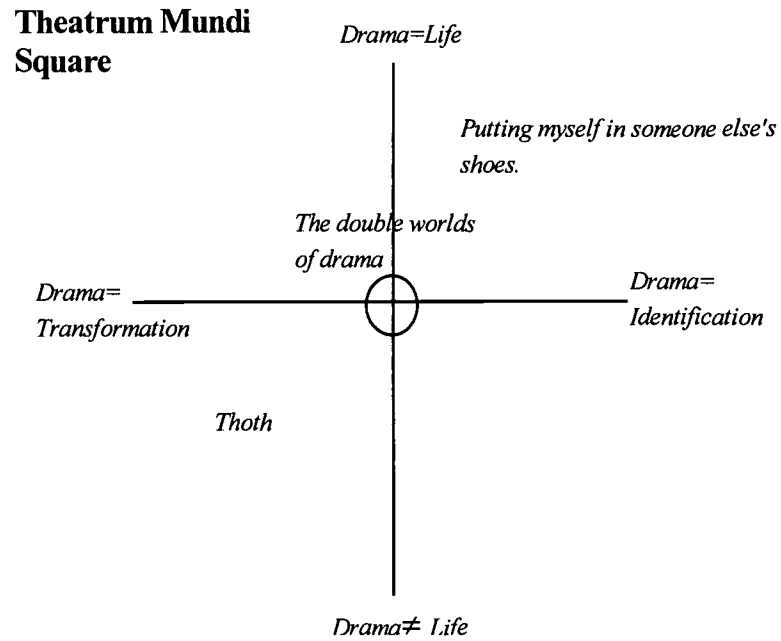 Theatrum Mundi
Square
Drama=Life
Putting myself in someone else's
shoes.
The double worlds
of drama
Drama=
Transformation
Drama=
Identification
Thoth
Drama≠ Life